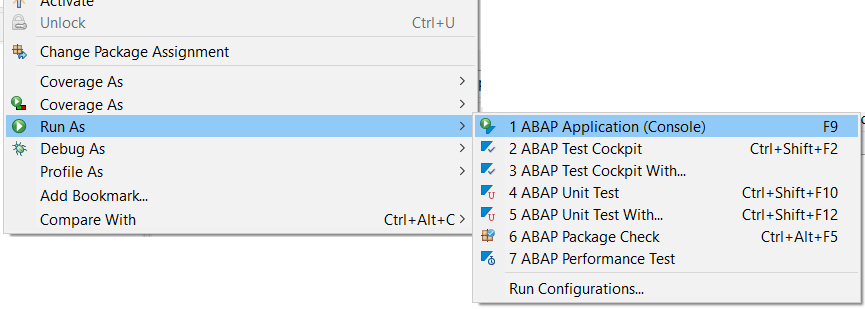 Activate
Unlock Ctrl+U
Change Package Assignment
Coverage As
Coverage As
Run As
Debug As
Profile As
Add Bookmark...
Compare With Ctrl+Alt+C
1 ABAP Application (Console) F9
2 ABAP Test Cockpit Ctrl+Shift+F2
3 ABAP Test Cockpit With...
4 ABAP Unit Test Ctrl+Shift+F10
5 ABAP Unit Test With... Ctrl+Shift+F12
6 ABAP Package Check Ctrl+Alt+F5
7 ABAP Performance Test
Run Configurations...